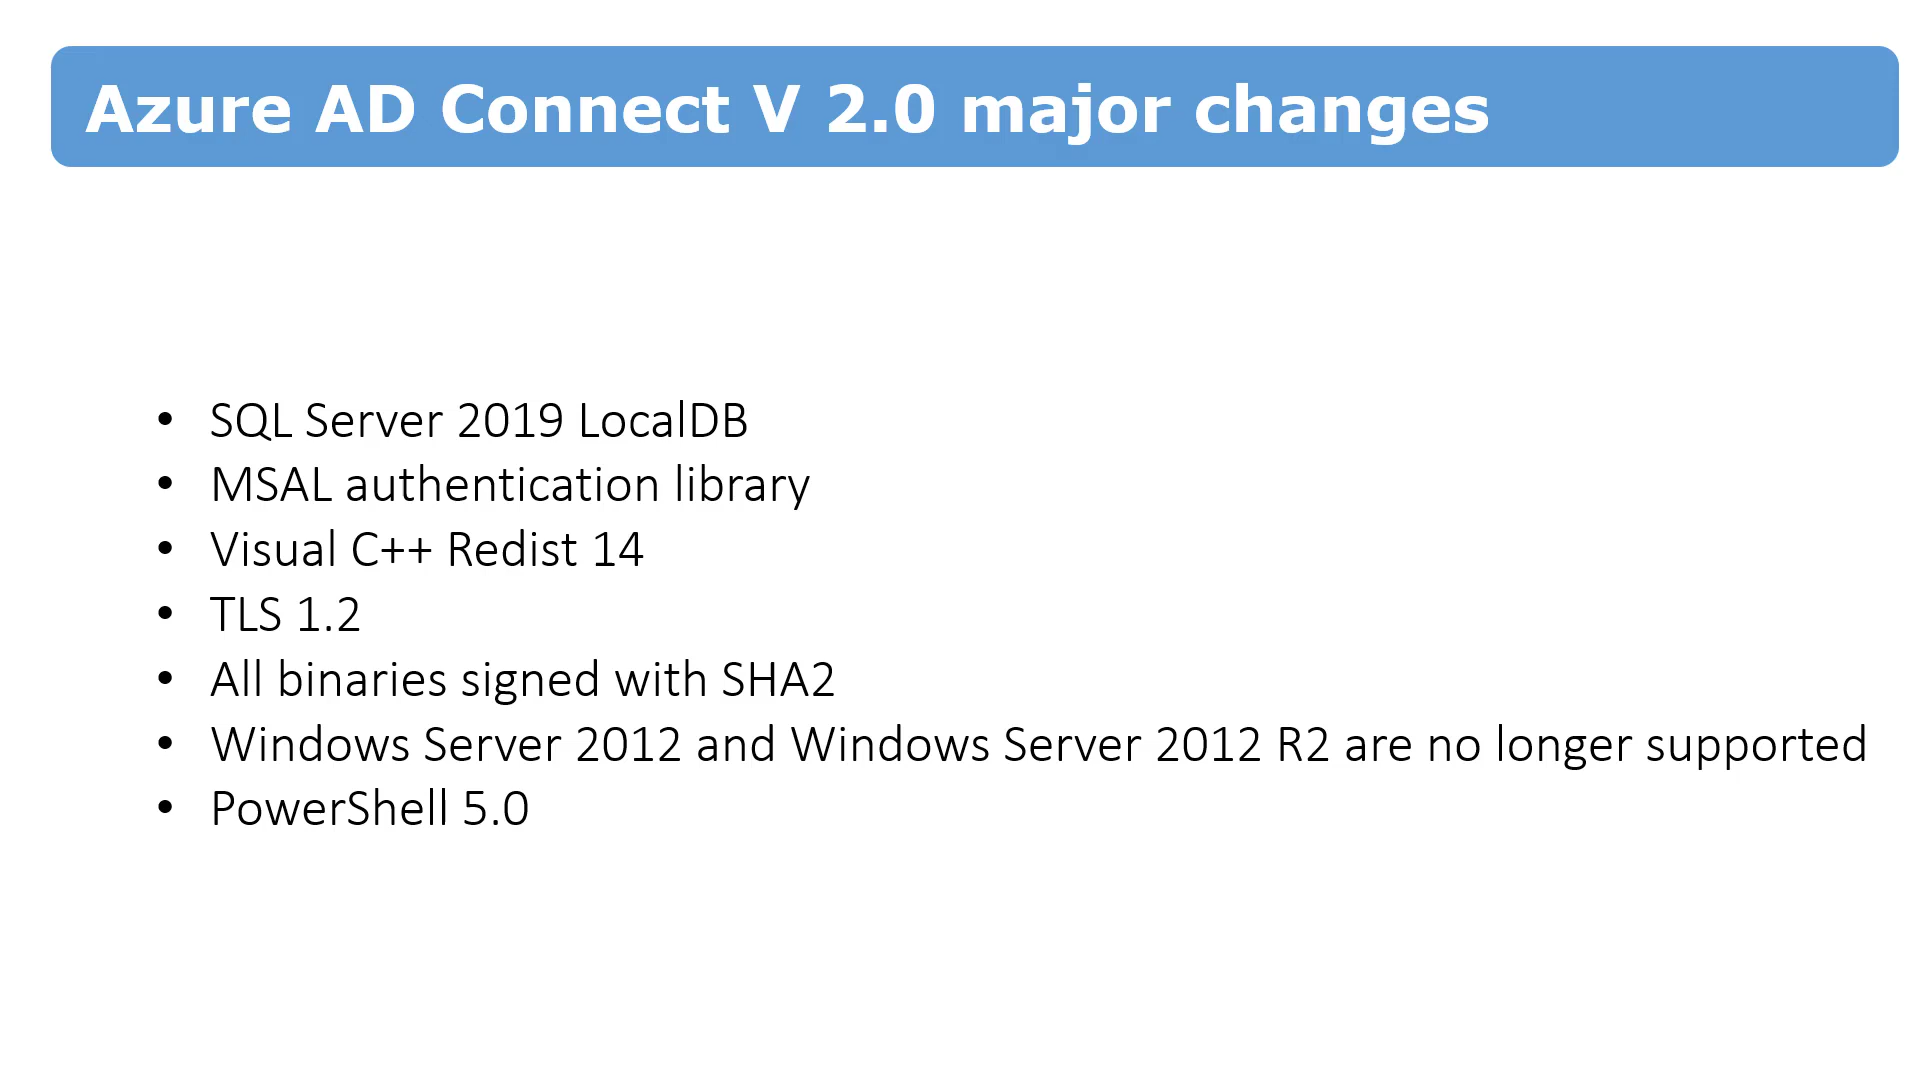 Azure AD Connect V 2.0 major changes
• SQL Server 2019 LocalDB
• MSAL authentication library
• Visual C++ Redist 14
• TLS 1.2
• All binaries signed with SHA2
• Windows Server 2012 and Windows Server 2012 R2 are no longer supported
• PowerShell 5.0